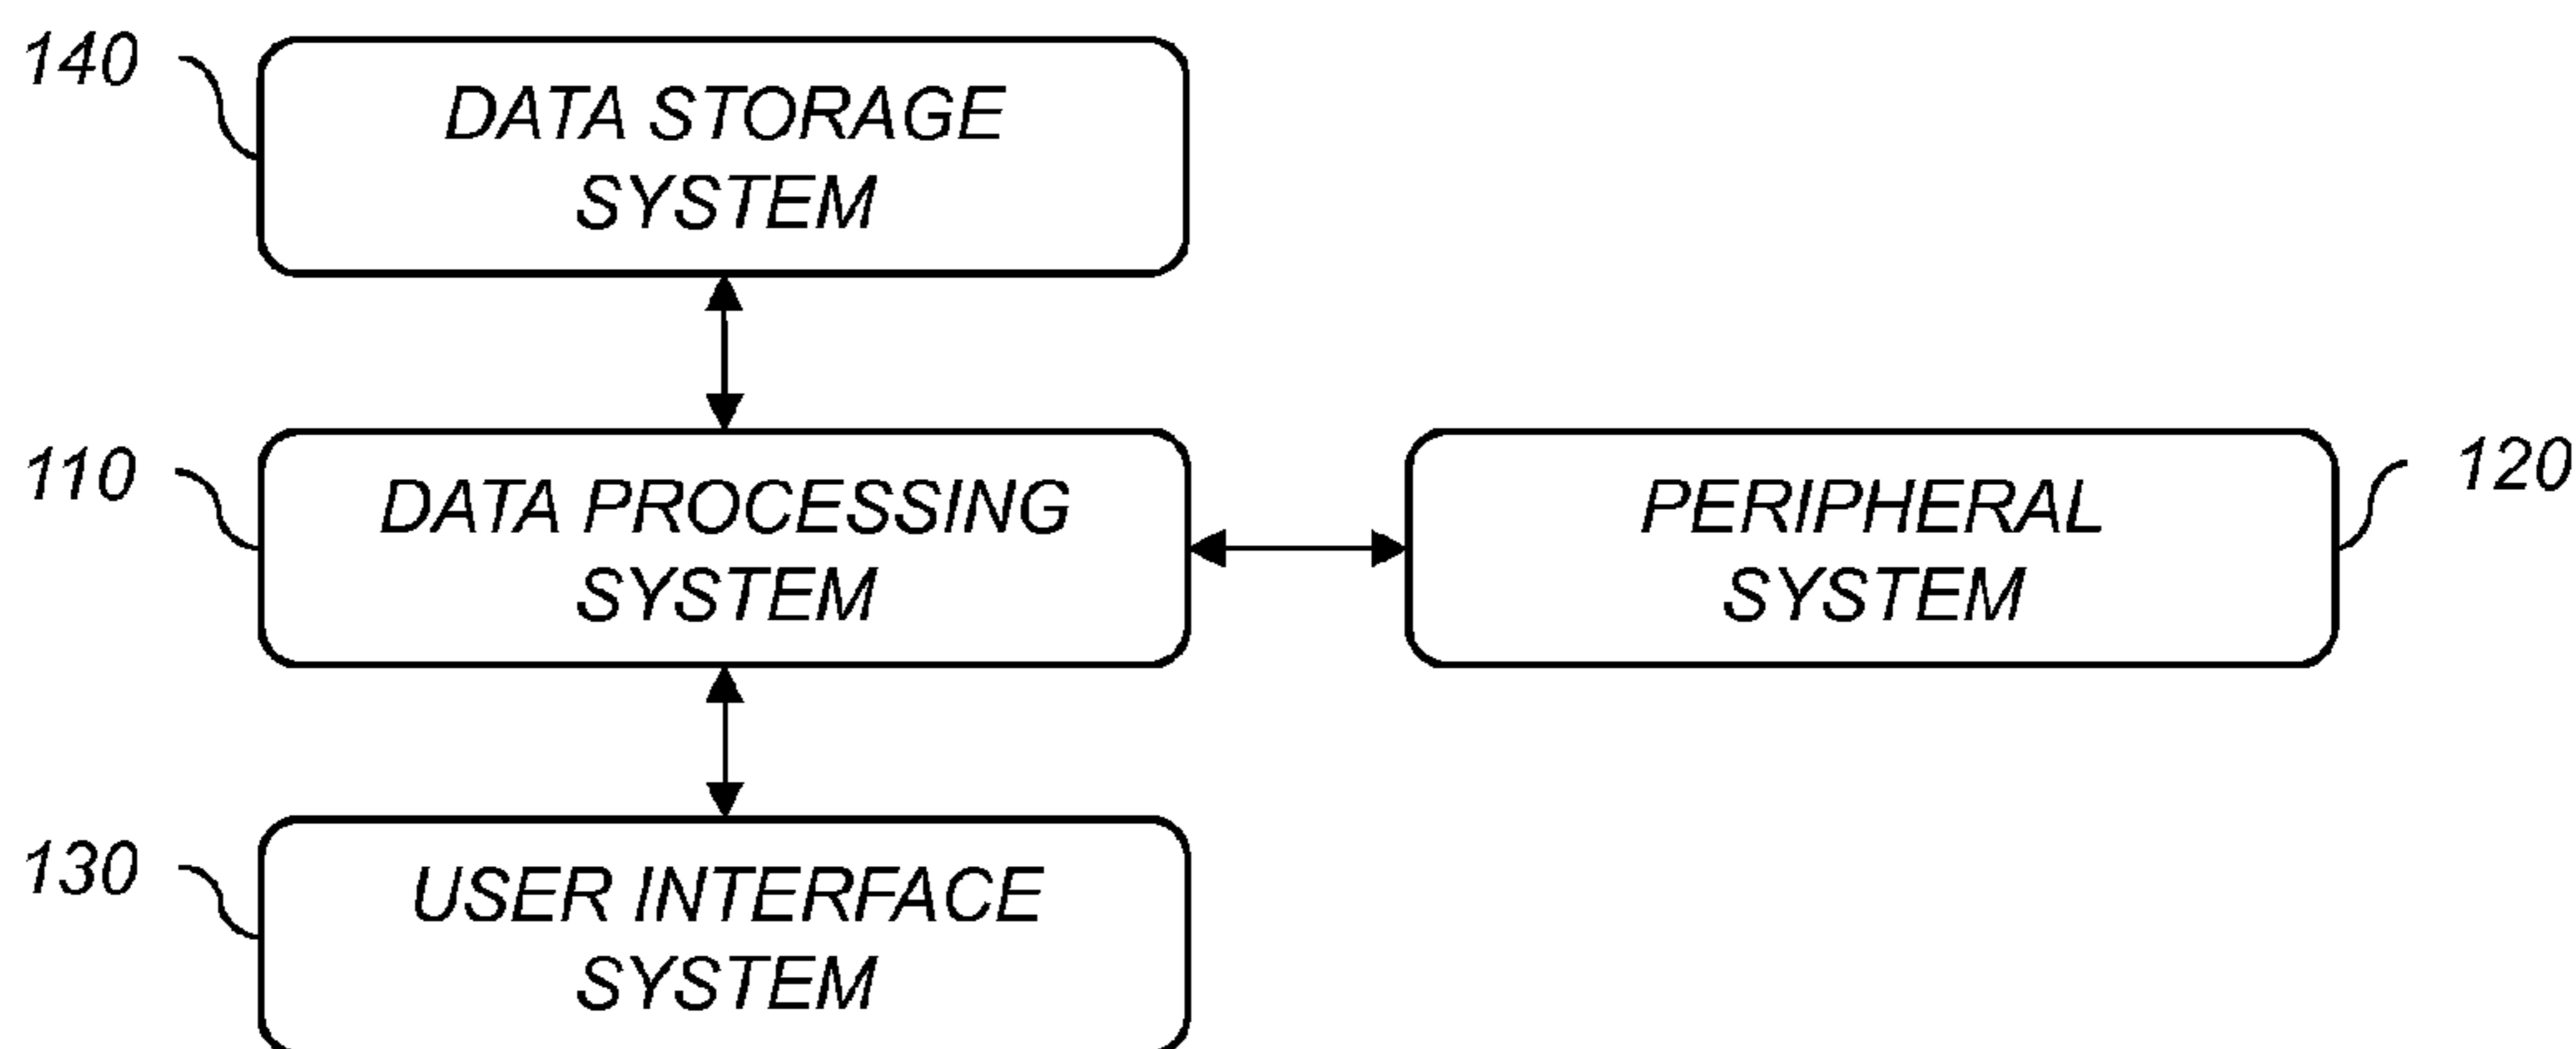 140
DATA STORAGE
SYSTEM
110
DATA PROCESSING
SYSTEM
PERIPHERAL
SYSTEM
120
130
USER INTERFACE
SYSTEM